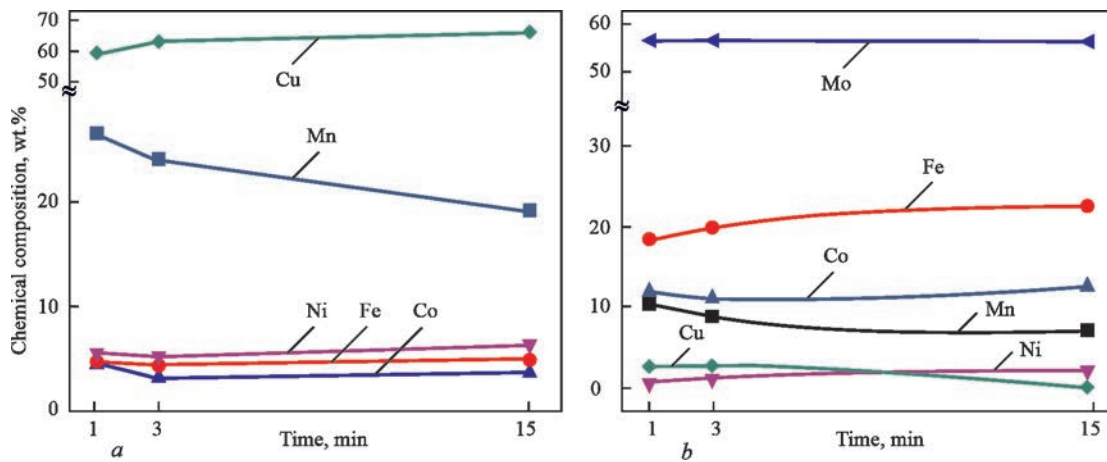 Chemical composition, wt.%
70
60
50
20
10
0
Cu
Mn
Ni
Fe
Co
1
3
15
Time, min
a
60
50
30
20
10
0
Mo
Fe
Co
Mn
Cu
Ni
1
3
15
Time, min
b